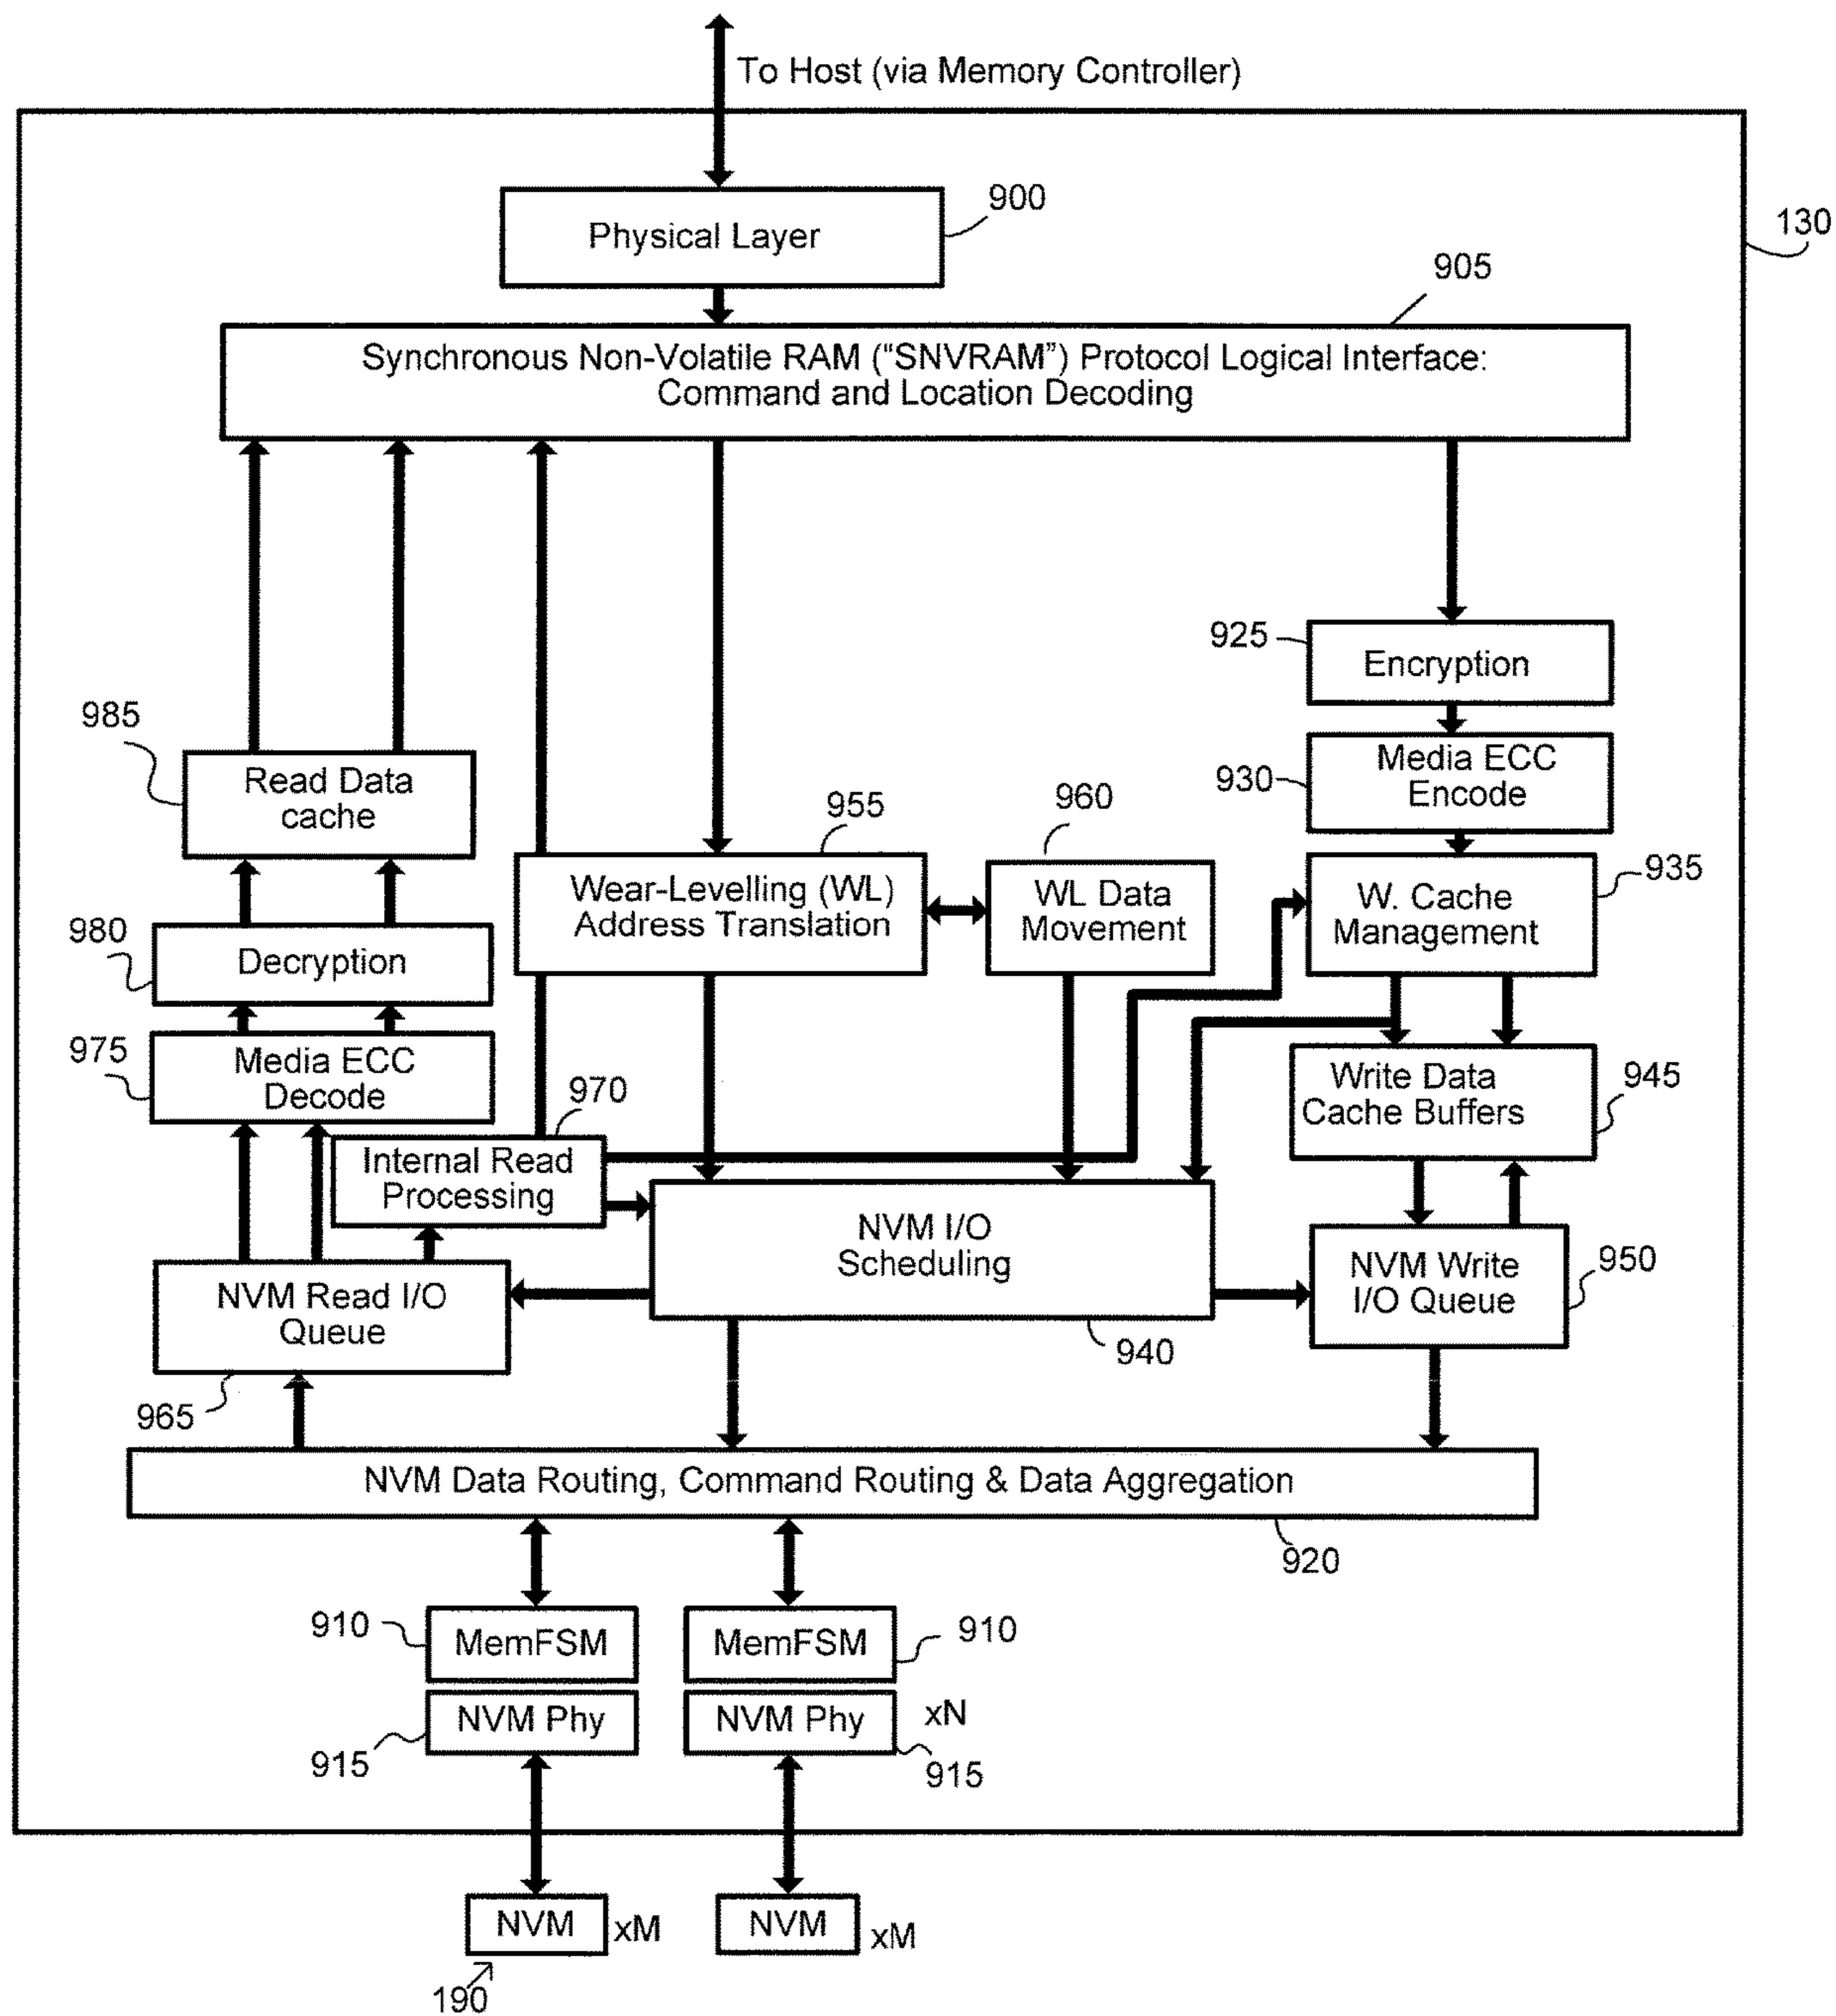 To Host (via Memory Controller)
900
Physical Layer
130
905
Synchronous Non-Volatile RAM (“SNVRAM”) Protocol Logical Interface:
Command and Location Decoding
925
Encryption
985
Read Data
cache
930
Media ECC
Encode
955
Wear-Levelling (WL)
Address Translation
960
WL Data
Movement
935
W. Cache
Management
980
Decryption
975
Media ECC
Decode
970
Internal Read
Processing
945
Write Data
Cache Buffers
NVM I/O
Scheduling
940
950
NVM Write
I/O Queue
NVM Read I/O
Queue
965
NVM Data Routing, Command Routing & Data Aggregation
920
910
MemFSM
MemFSM
910
NVM Phy
NVM Phy
xN
915
915
NVM
xM
NVM
xM
190